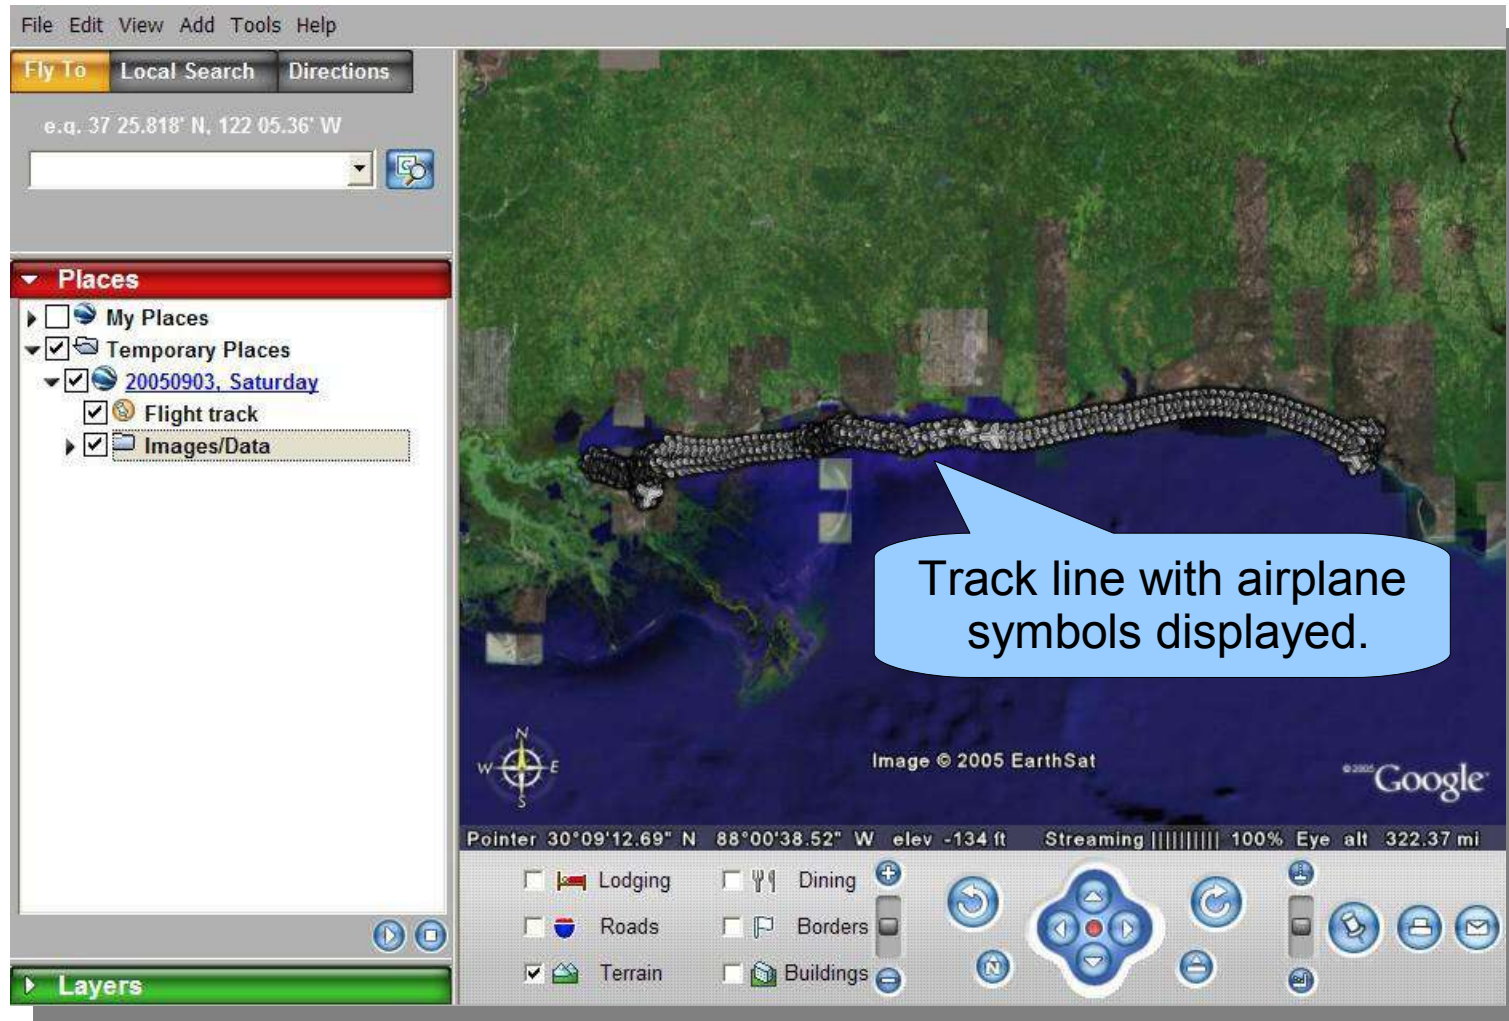 File Edit View Add Tools Help
Fly To Local Search Directions
e.g. 37 25.818' N, 122 05.36' W
Places
My Places
Temporary Places
20050903, Saturday
Flight track
Images/Data
Layers
Track line with airplane
symbols displayed.
N
W E
S
Image © 2005 EarthSat
©2005 Google
Pointer 30°09'12.69" N 88°00'38.52" W elev -134 ft Streaming |||||||||| 100% Eye alt 322.37 mi
Lodging Dining
Roads Borders
Terrain Buildings
N